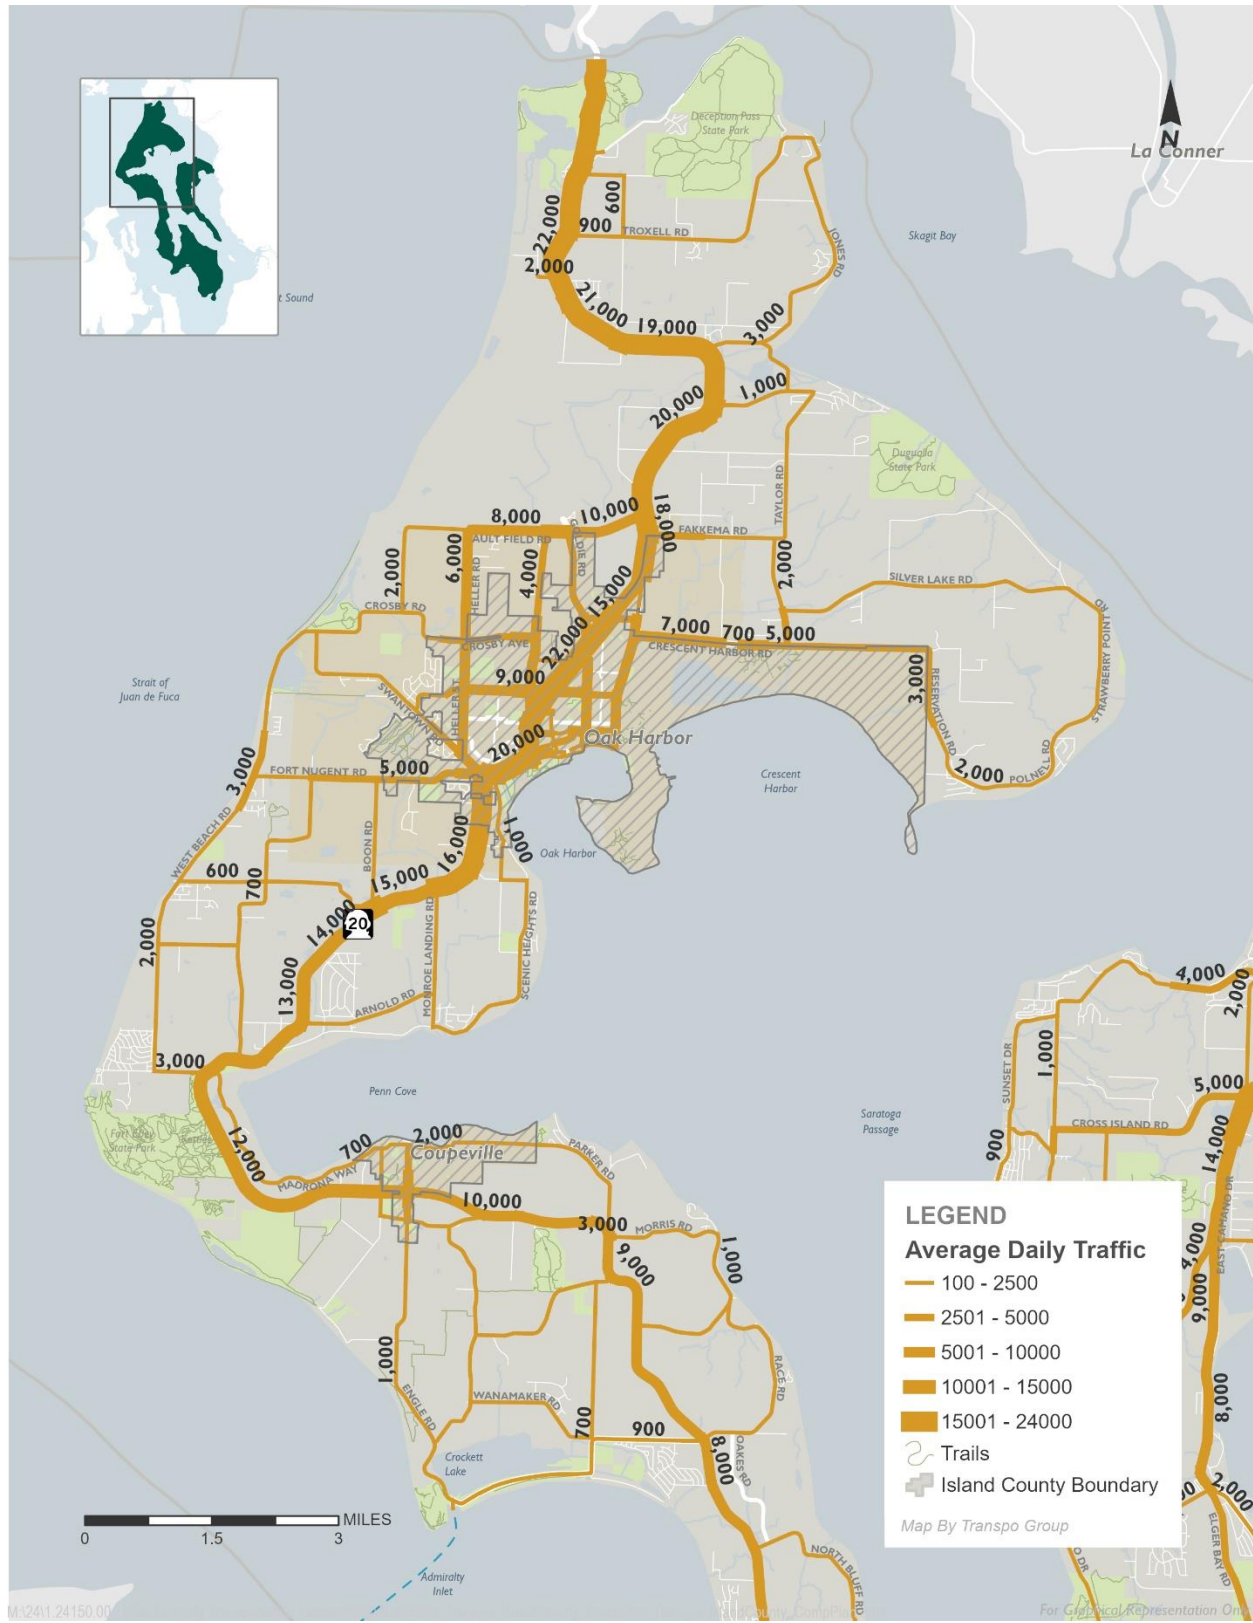 Deception Pass
State Park
N
La Conner
22,000
600
900
TROXELL RD
JONES RD
Skagit Bay
2,000
t Sound
21,000
19,000
3,000
1,000
20,000
Dugualla
State Park
TAYLOR RD
8,000
10,000
18,000
GOLDIE RD
AULT FIELD RD
FAKKEMA RD
2,000
6,000
HELLER RD
4,000
15,000
2,000
SILVER LAKE RD
STRAWBERRY POINT RD
CROSBY RD
CROSBY AVE
22,000
7,000
700
5,000
CRESCENT HARBOR RD
Strait of
Juan de Fuca
SWANTOWN RD
HELLER ST
9,000
3,000
RESERVATION RD
20,000
Oak Harbor
FORT NUGENT RD
5,000
3,000
Crescent
Harbor
2,000
POLNELL RD
WEST BEACH RD
BOON RD
16,000
1,000
Oak Harbor
600
700
15,000
14,000
20
2,000
13,000
MONROE LANDING RD
SCENIC HEIGHTS RD
ARNOLD RD
4,000
2,000
3,000
SUNSET DR
1,000
5,000
Penn Cove
Saratoga
Passage
CROSS ISLAND RD
Fort Ebey
State Park
12,000
700
2,000
Coupeville
PARKER RD
900
14,000
MADRONA WAY
10,000
3,000
MORRIS RD
9,000
1,000
EAST CAMANO DR
4,000
9,000
1,000
ENGLE RD
WANAMAKER RD
700
900
RACE RD
8,000
OAKES RD
8,000
Crockett
Lake
2,000
ELGER BAY RD
O DR
NORTH BLUFF RD
Admiralty
Inlet
LEGEND
Average Daily Traffic
100 - 2500
2501 - 5000
5001 - 10000
10001 - 15000
15001 - 24000
Trails
Island County Boundary
Map By Transpo Group
MILES
0 1.5 3
M:\24\1.24150.00
For Graphical Representation On